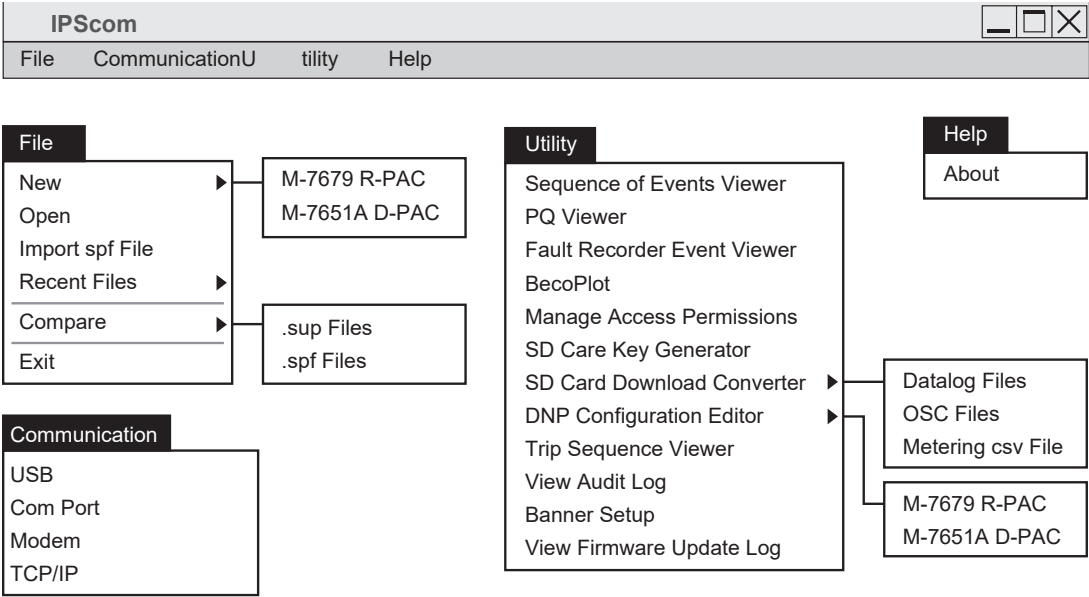 IPScom
File CommunicationU tility Help
File
New
Open
Import spf File
Recent Files
Compare
Exit
M-7679 R-PAC
M-7651A D-PAC
.sup Files
.spf Files
Communication
USB
Com Port
Modem
TCP/IP
Utility
Sequence of Events Viewer
PQ Viewer
Fault Recorder Event Viewer
BecoPlot
Manage Access Permissions
SD Care Key Generator
SD Card Download Converter
DNP Configuration Editor
Trip Sequence Viewer
View Audit Log
Banner Setup
View Firmware Update Log
Datalog Files
OSC Files
Metering csv File
M-7679 R-PAC
M-7651A D-PAC
Help
About